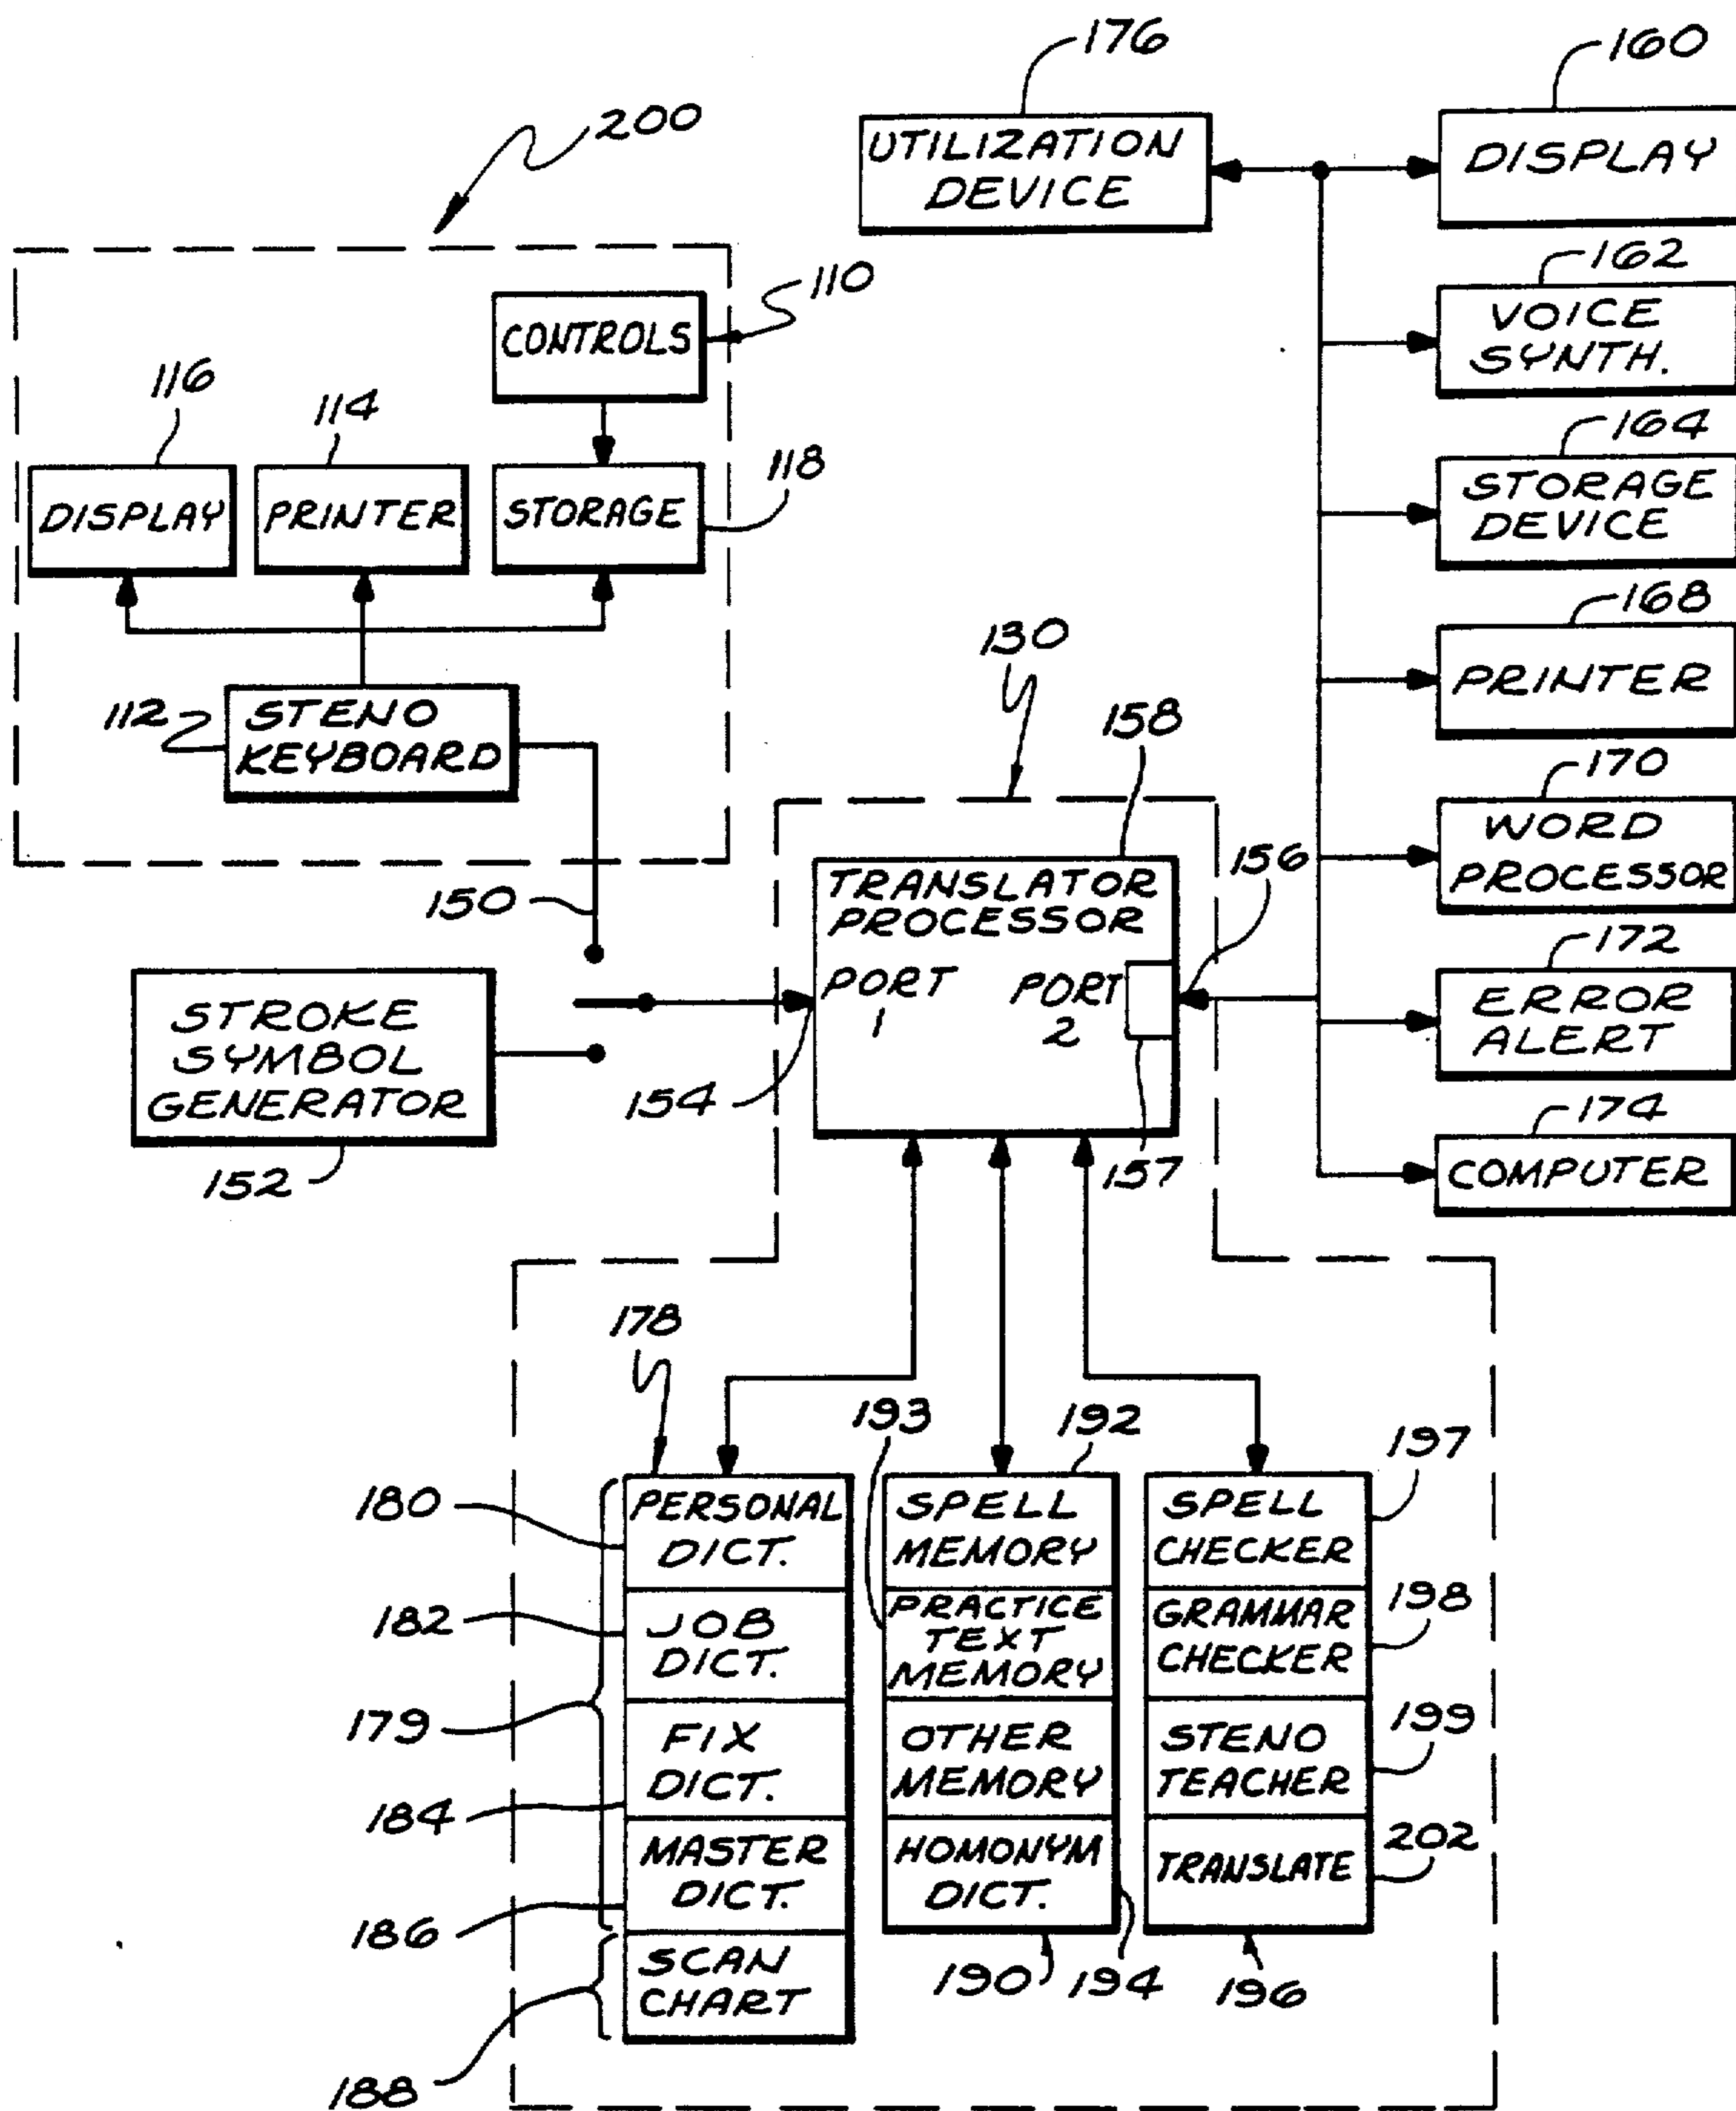 176
160
200
UTILIZATION
DEVICE
DISPLAY
162
110
CONTROLS
VOICE
SYNTH.
116
114
164
118
DISPLAY
PRINTER
STORAGE
STORAGE
DEVICE
168
130
PRINTER
112
STENO
KEYBOARD
158
170
WORD
PROCESSOR
156
150
TRANSLATOR
PROCESSOR
172
STROKE
SYMBOL
GENERATOR
PORT
1
PORT
2
ERROR
ALERT
154
174
152
157
COMPUTER
178
193
192
197
180
PERSONAL
DICT.
SPELL
MEMORY
SPELL
CHECKER
182
JOB
DICT.
PRACTICE
TEXT
MEMORY
GRAMMAR
CHECKER
198
179
FIX
DICT.
OTHER
MEMORY
STENO
TEACHER
199
184
MASTER
DICT.
HOMONYM
DICT.
TRANSLATE
202
186
SCAN
CHART
190
194
196
188